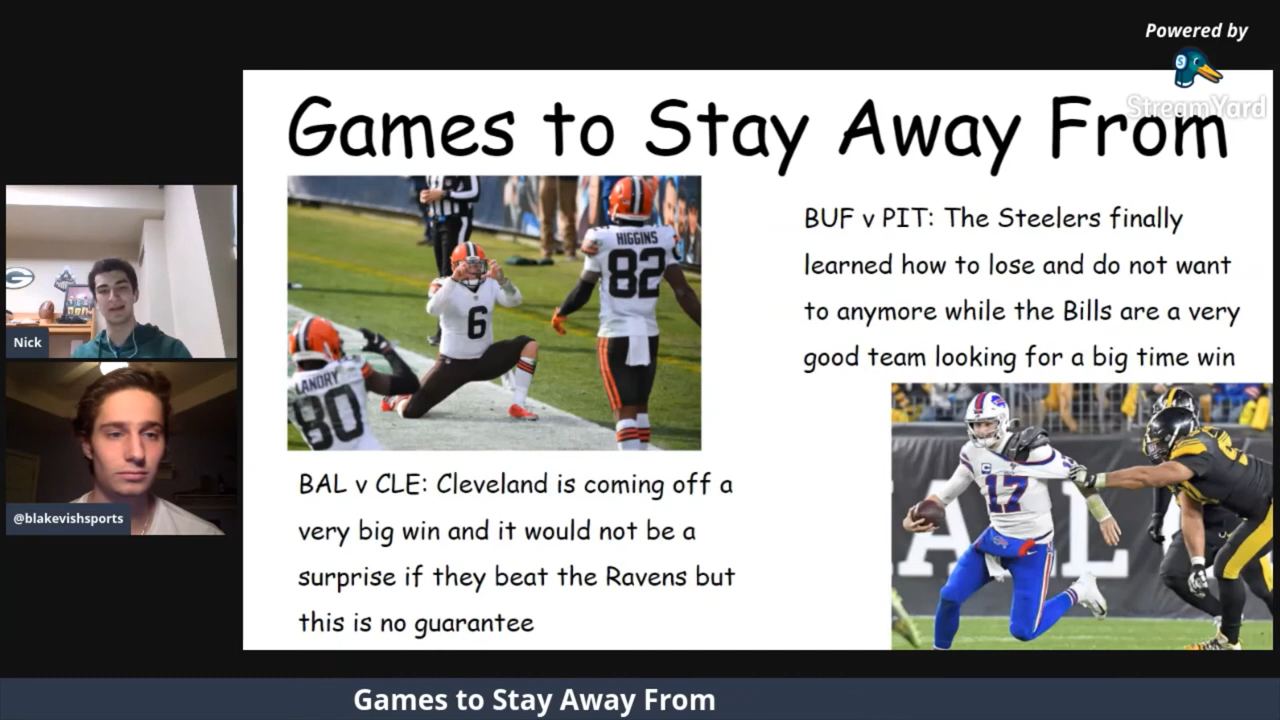 Powered by
StreamYard
Games to Stay Away From
HIGGINS
82
6
LANDRY
80
BUF v PIT: The Steelers finally
learned how to lose and do not want
to anymore while the Bills are a very
good team looking for a big time win
17
BAL v CLE: Cleveland is coming off a
very big win and it would not be a
surprise if they beat the Ravens but
this is no guarantee
Nick
@blakevishsports
Games to Stay Away From